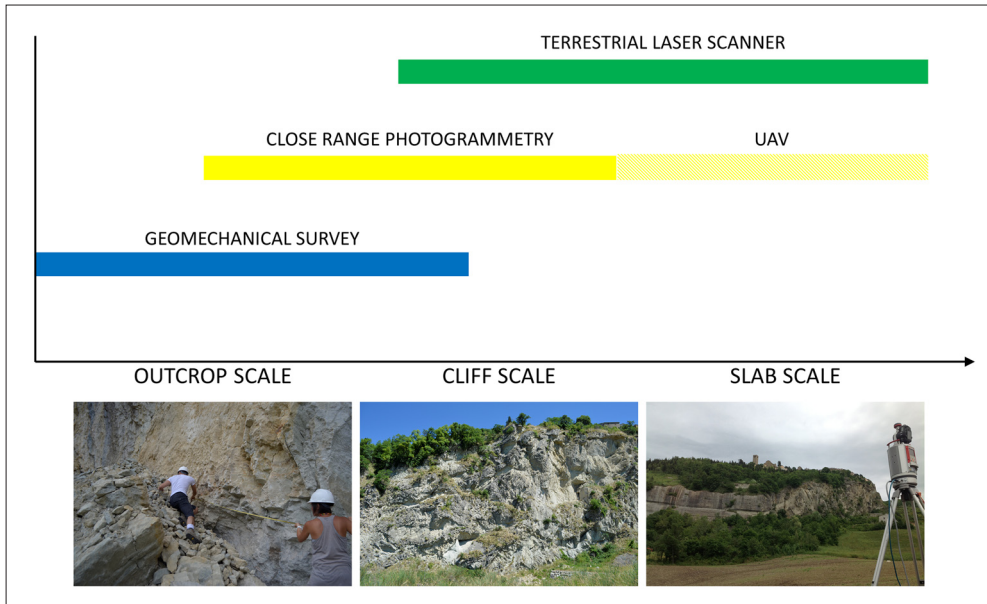 TERRESTRIAL LASER SCANNER
CLOSE RANGE PHOTOGRAMMETRY
UAV
GEOMECHANICAL SURVEY
OUTCROP SCALE
CLIFF SCALE
SLAB SCALE